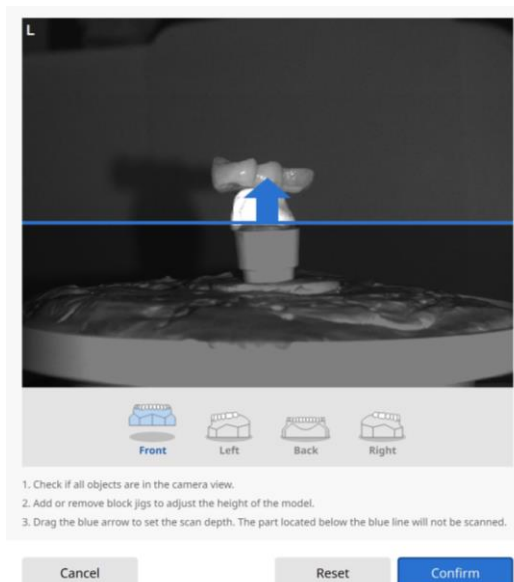 L
Front Left Back Right
1. Check if all objects are in the camera view.
2. Add or remove block jigs to adjust the height of the model.
3. Drag the blue arrow to set the scan depth. The part located below the blue line will not be scanned.
Cancel Reset Confirm